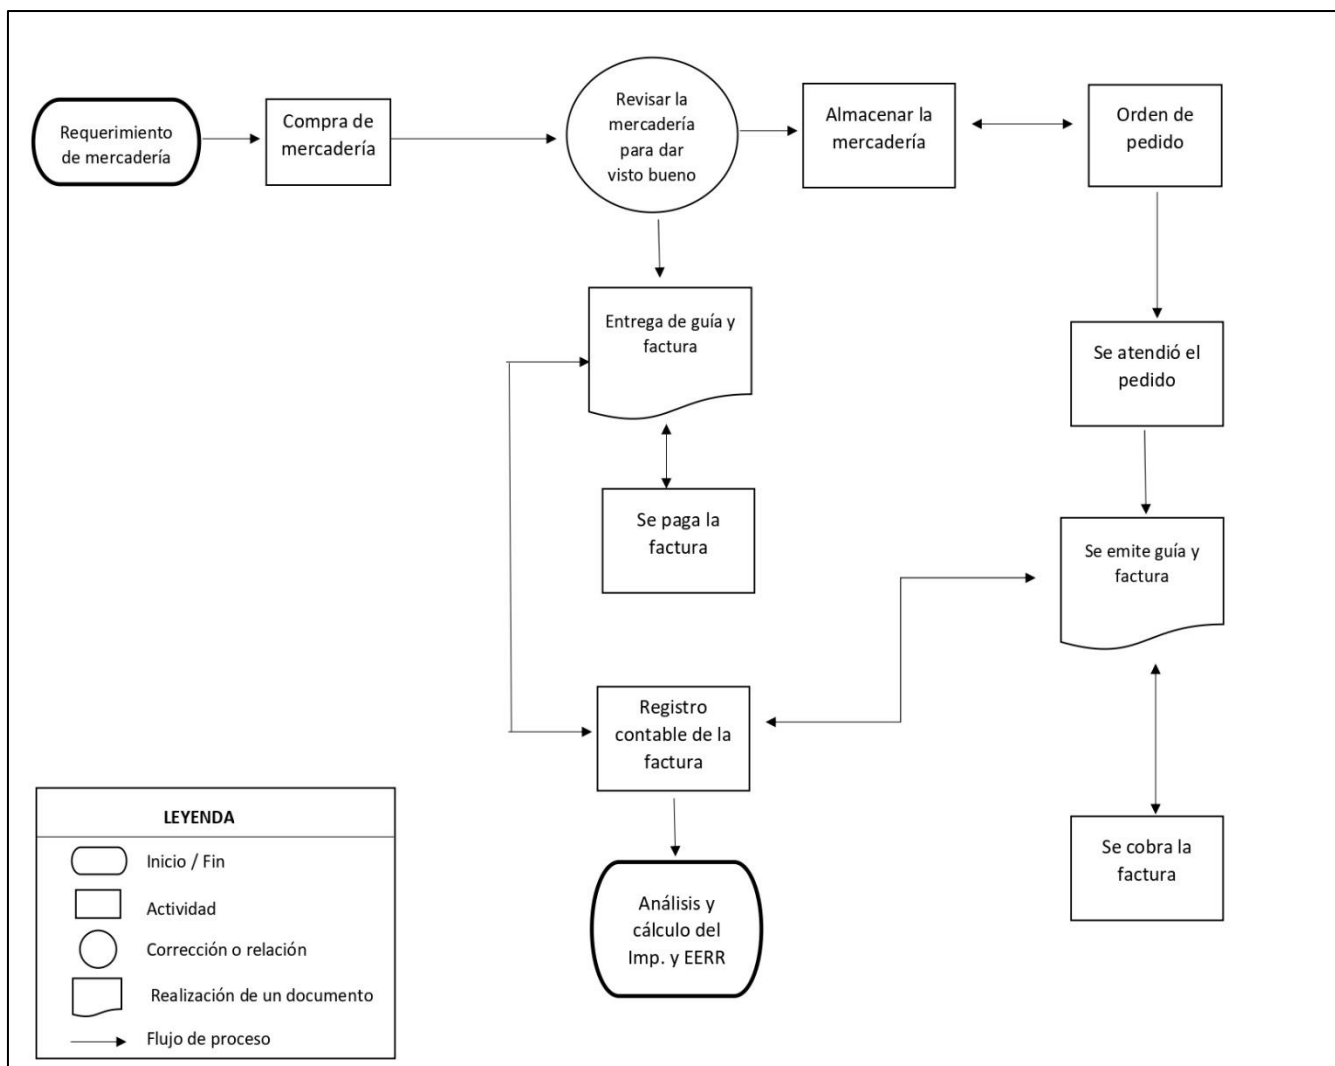 Requerimiento
de mercadería
Compra de
mercadería
Revisar la
mercadería
para dar
visto bueno
Almacenar la
mercadería
Orden de
pedido
Entrega de guía y
factura
Se atendió el
pedido
Se paga la
factura
Se emite guía y
factura
Registro
contable de la
factura
Se cobra la
factura
Análisis y
cálculo del
Imp. y EERR
LEYENDA
Inicio / Fin
Actividad
Corrección o relación
Realización de un documento
Flujo de proceso